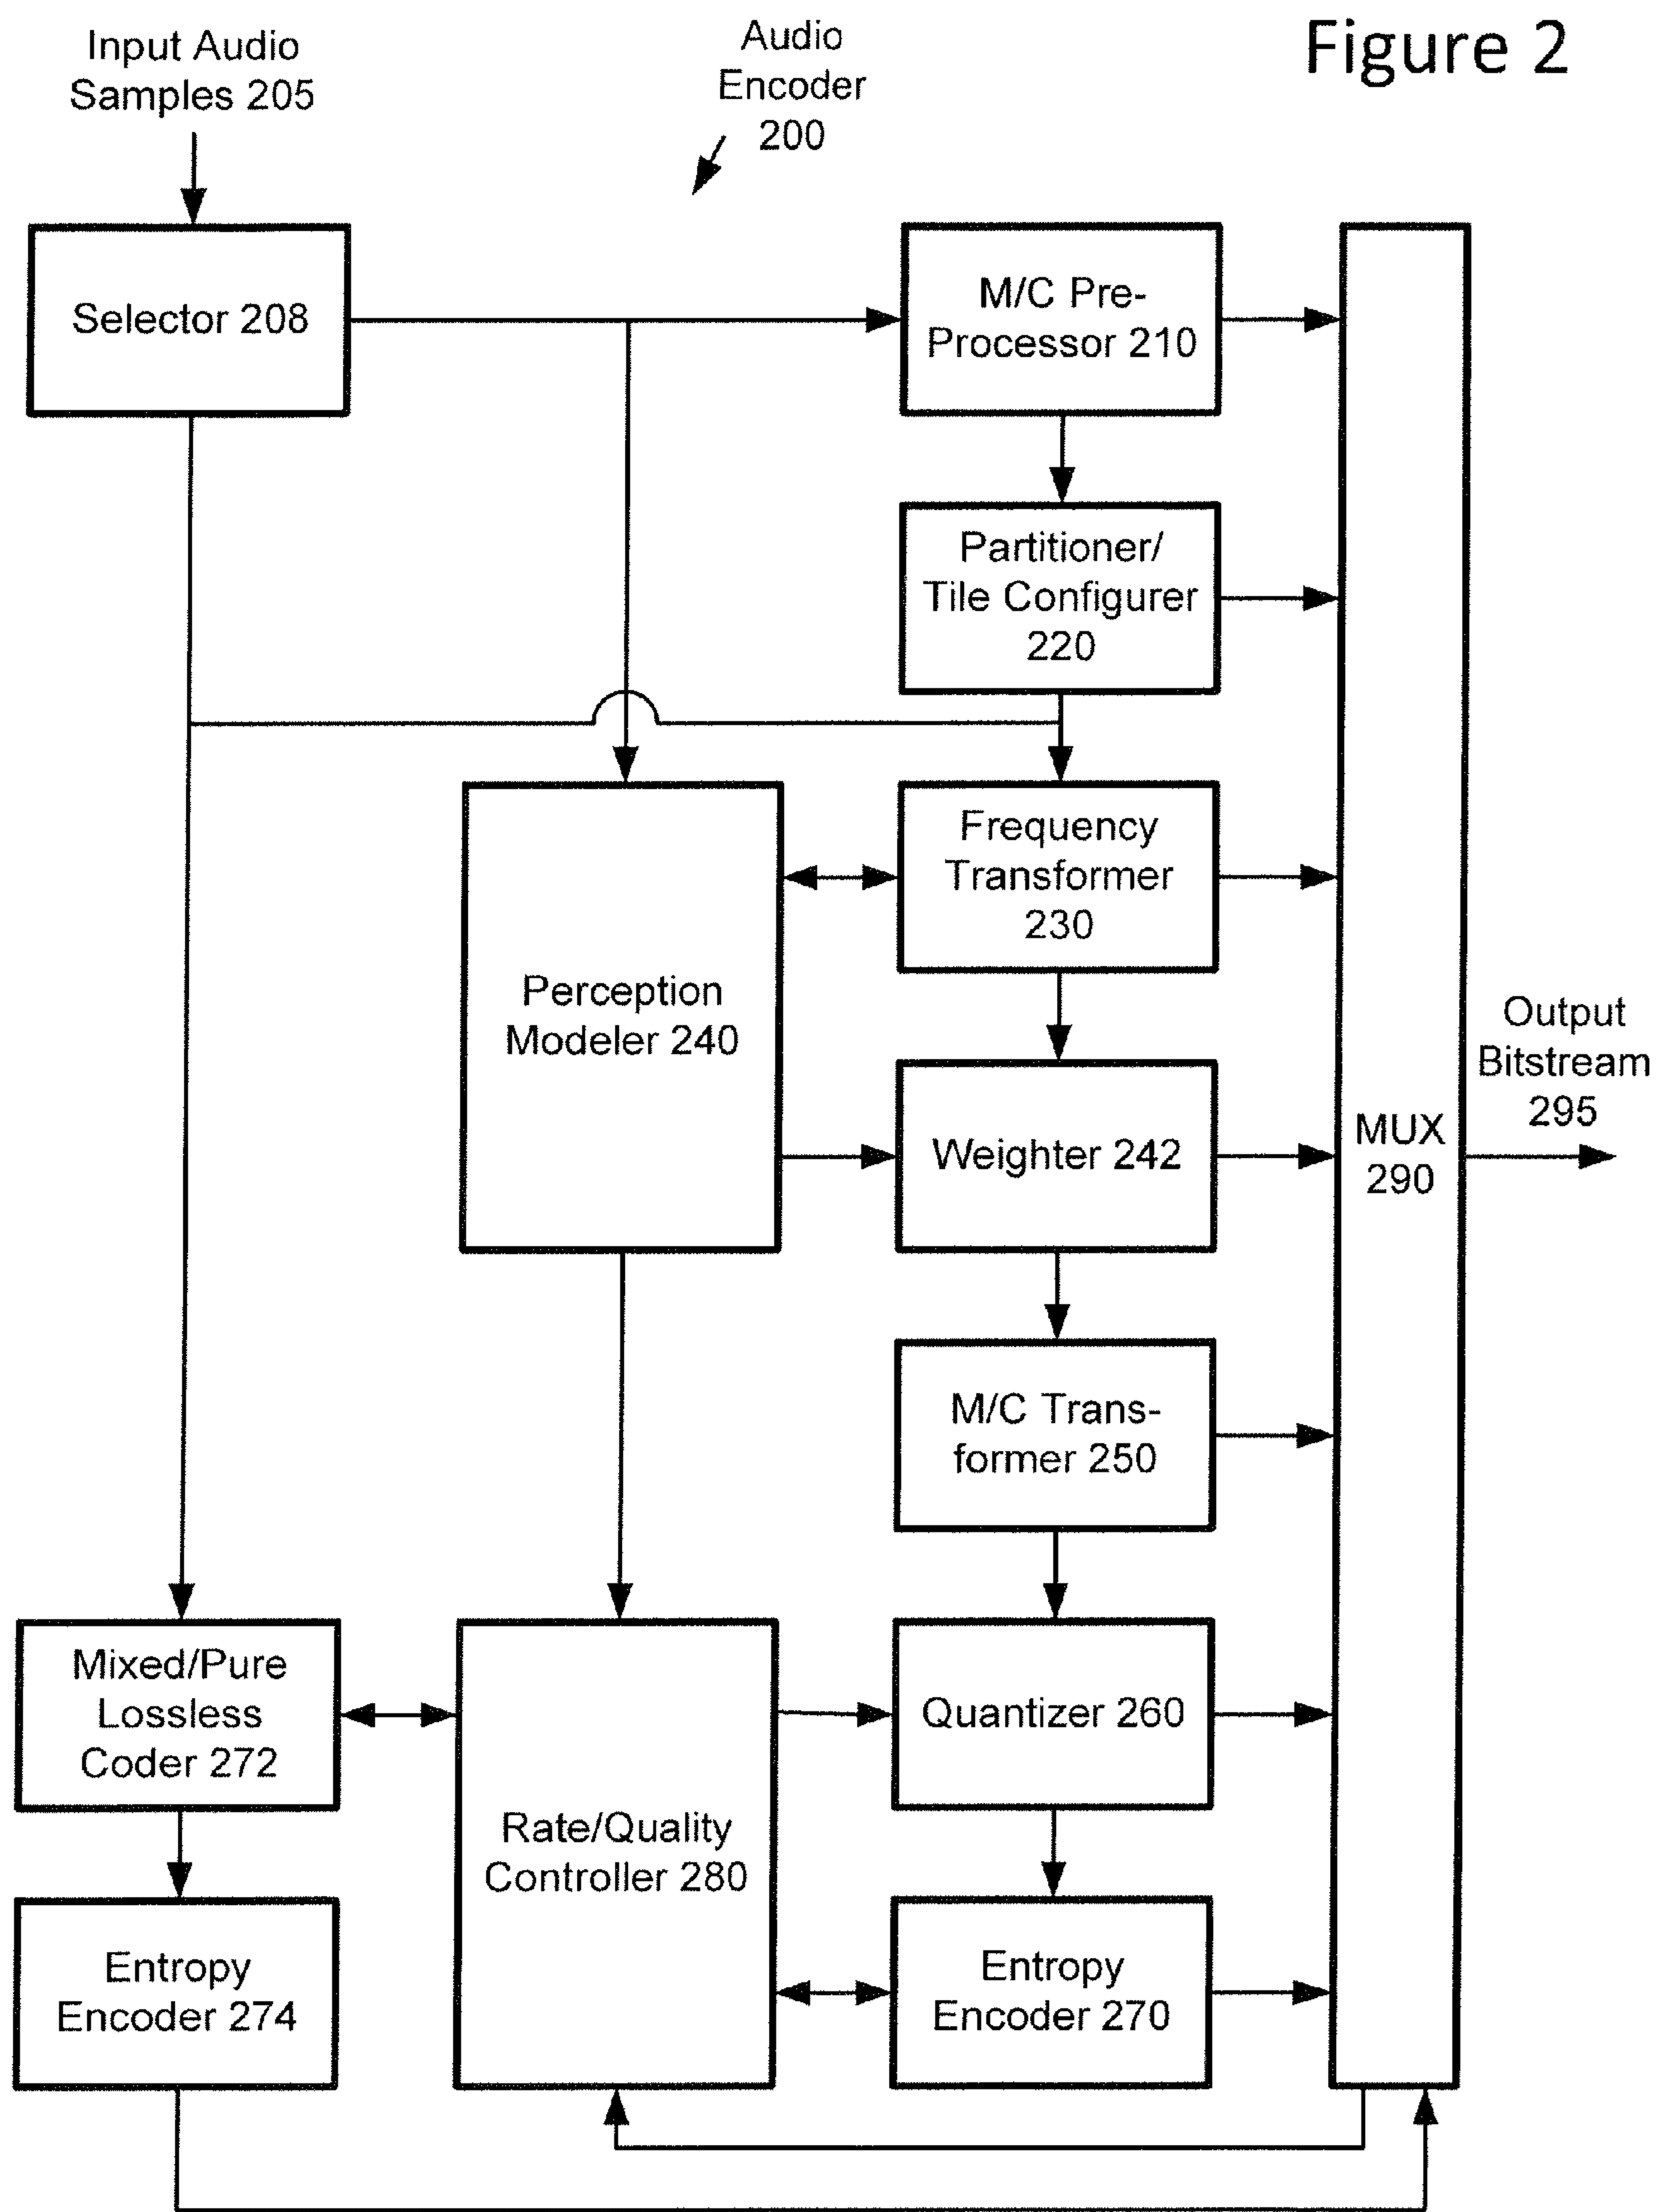 Figure 2
Input Audio
Samples 205
Audio
Encoder
200
Selector 208
M/C Pre-
Processor 210
Partitioner/
Tile Configurer
220
Frequency
Transformer
230
Perception
Modeler 240
Weighter 242
Output
Bitstream
295
MUX
290
M/C Trans-
former 250
Mixed/Pure
Lossless
Coder 272
Rate/Quality
Controller 280
Quantizer 260
Entropy
Encoder 274
Entropy
Encoder 270